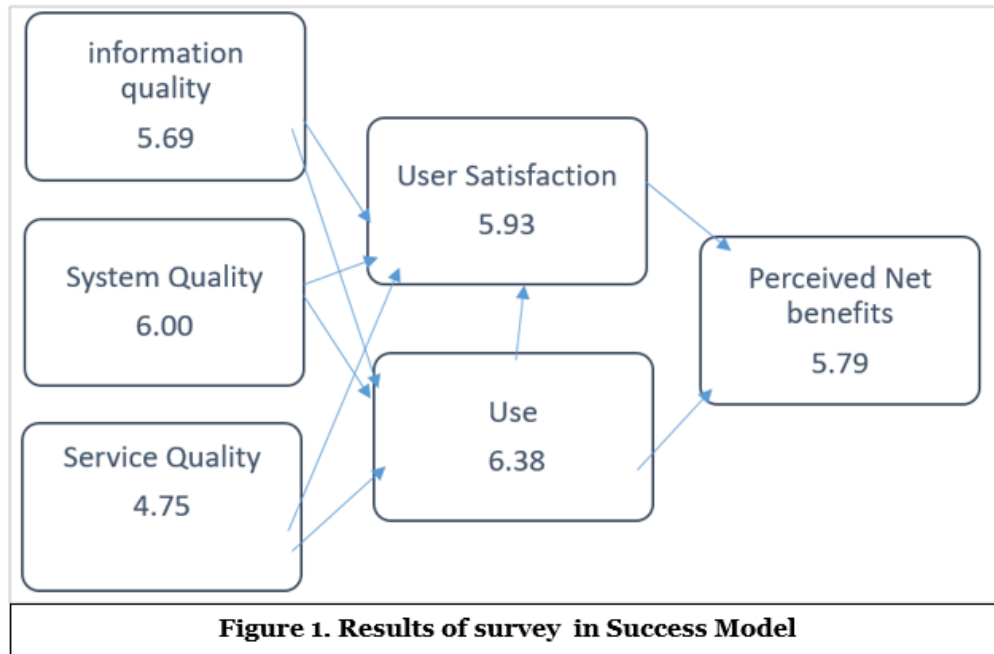 information
quality
5.69
System Quality
6.00
Service Quality
4.75
User Satisfaction
5.93
Use
6.38
Perceived Net
benefits
5.79
Figure 1. Results of survey in Success Model